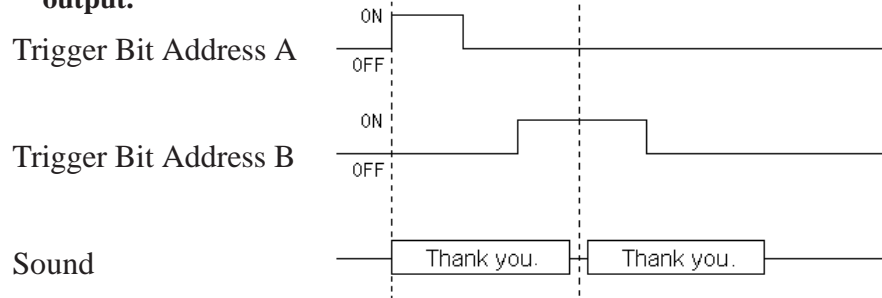 output.
ON
Trigger Bit Address A
OFF
ON
Trigger Bit Address B
OFF
Sound
Thank you.
Thank you.